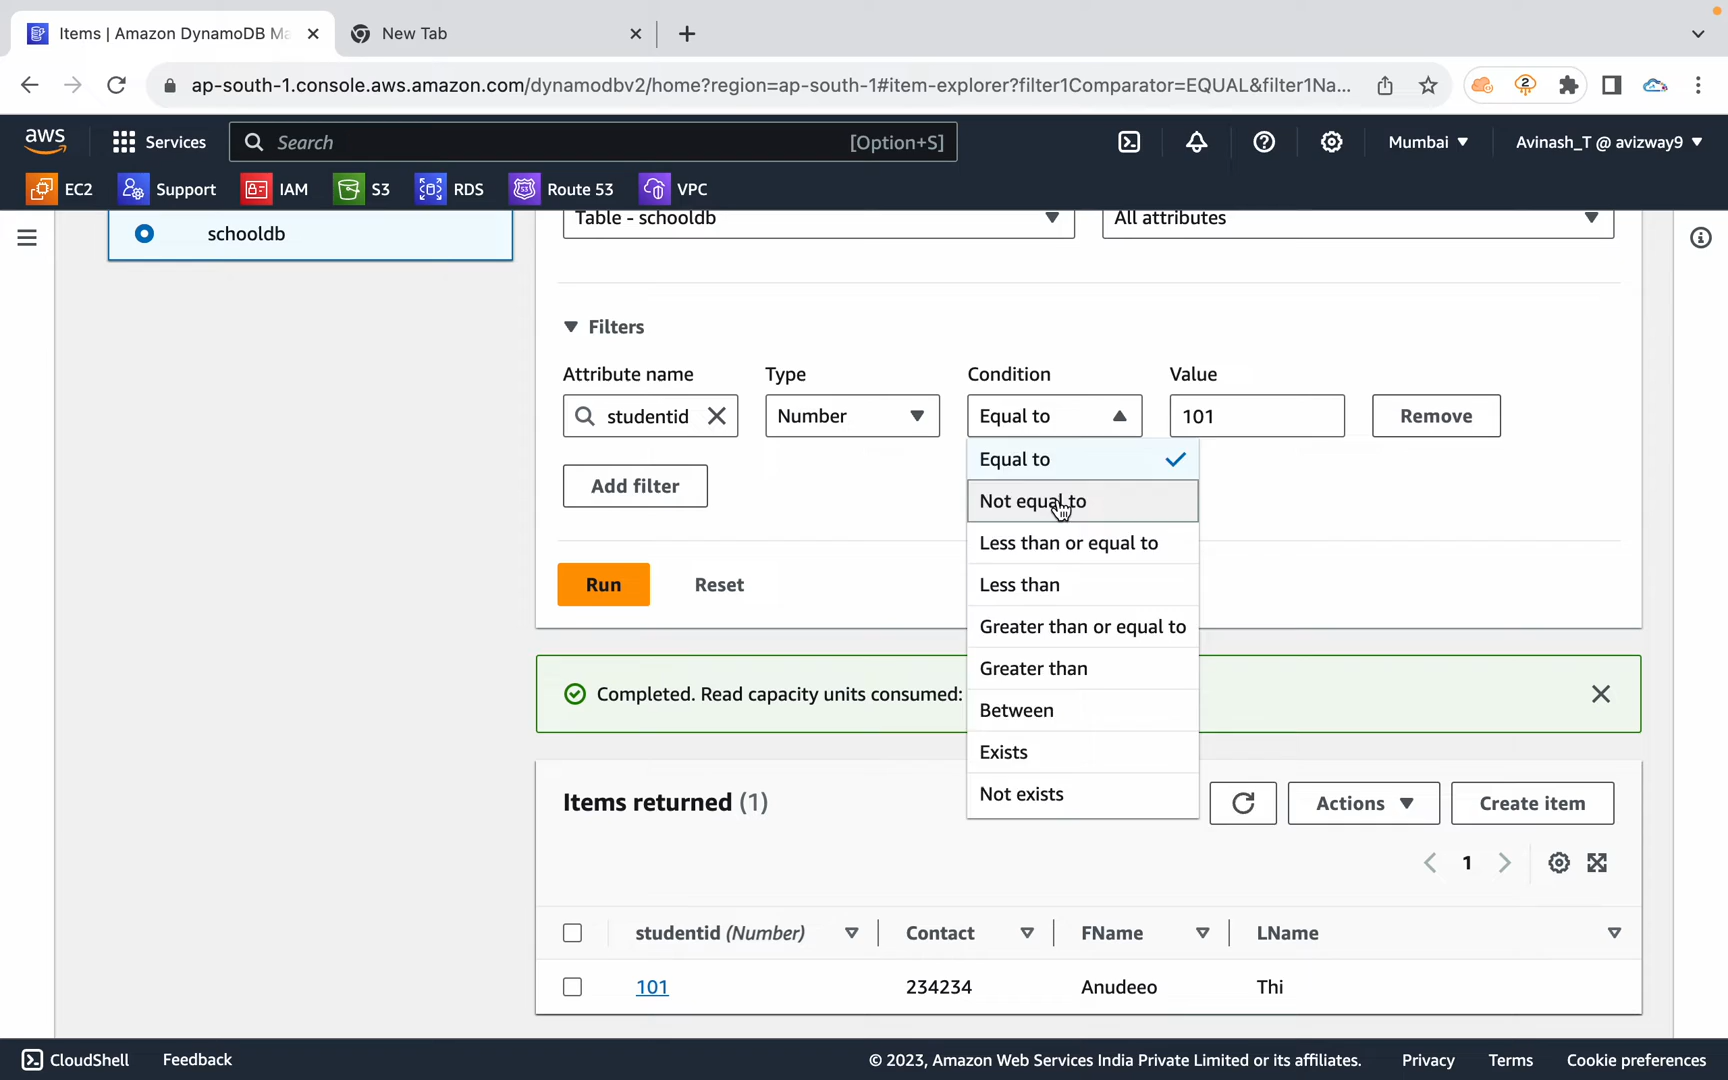 Items | Amazon DynamoDB Ma
New Tab
ap-south-1.console.aws.amazon.com/dynamodbv2/home?region=ap-south-1#item-explorer?filter1Comparator=EQUAL&filter1Na...
2
aws
Services
Search
[Option+S]
Mumbai
Avinash_T @ avizway9
EC2
Support
IAM
S3
RDS
Route 53
VPC
schooldb
Table - schooldb
All attributes
Filters
Attribute name
Type
Condition
Value
studentid
Number
Equal to
101
Remove
Equal to
Not equal to
Less than or equal to
Less than
Greater than or equal to
Greater than
Between
Exists
Not exists
Add filter
Run
Reset
Completed. Read capacity units consumed:
Items returned (1)
Actions
Create item
1
studentid (Number)
Contact
FName
LName
101
234234
Anudeeo
Thi
CloudShell
Feedback
© 2023, Amazon Web Services India Private Limited or its affiliates.
Privacy
Terms
Cookie preferences